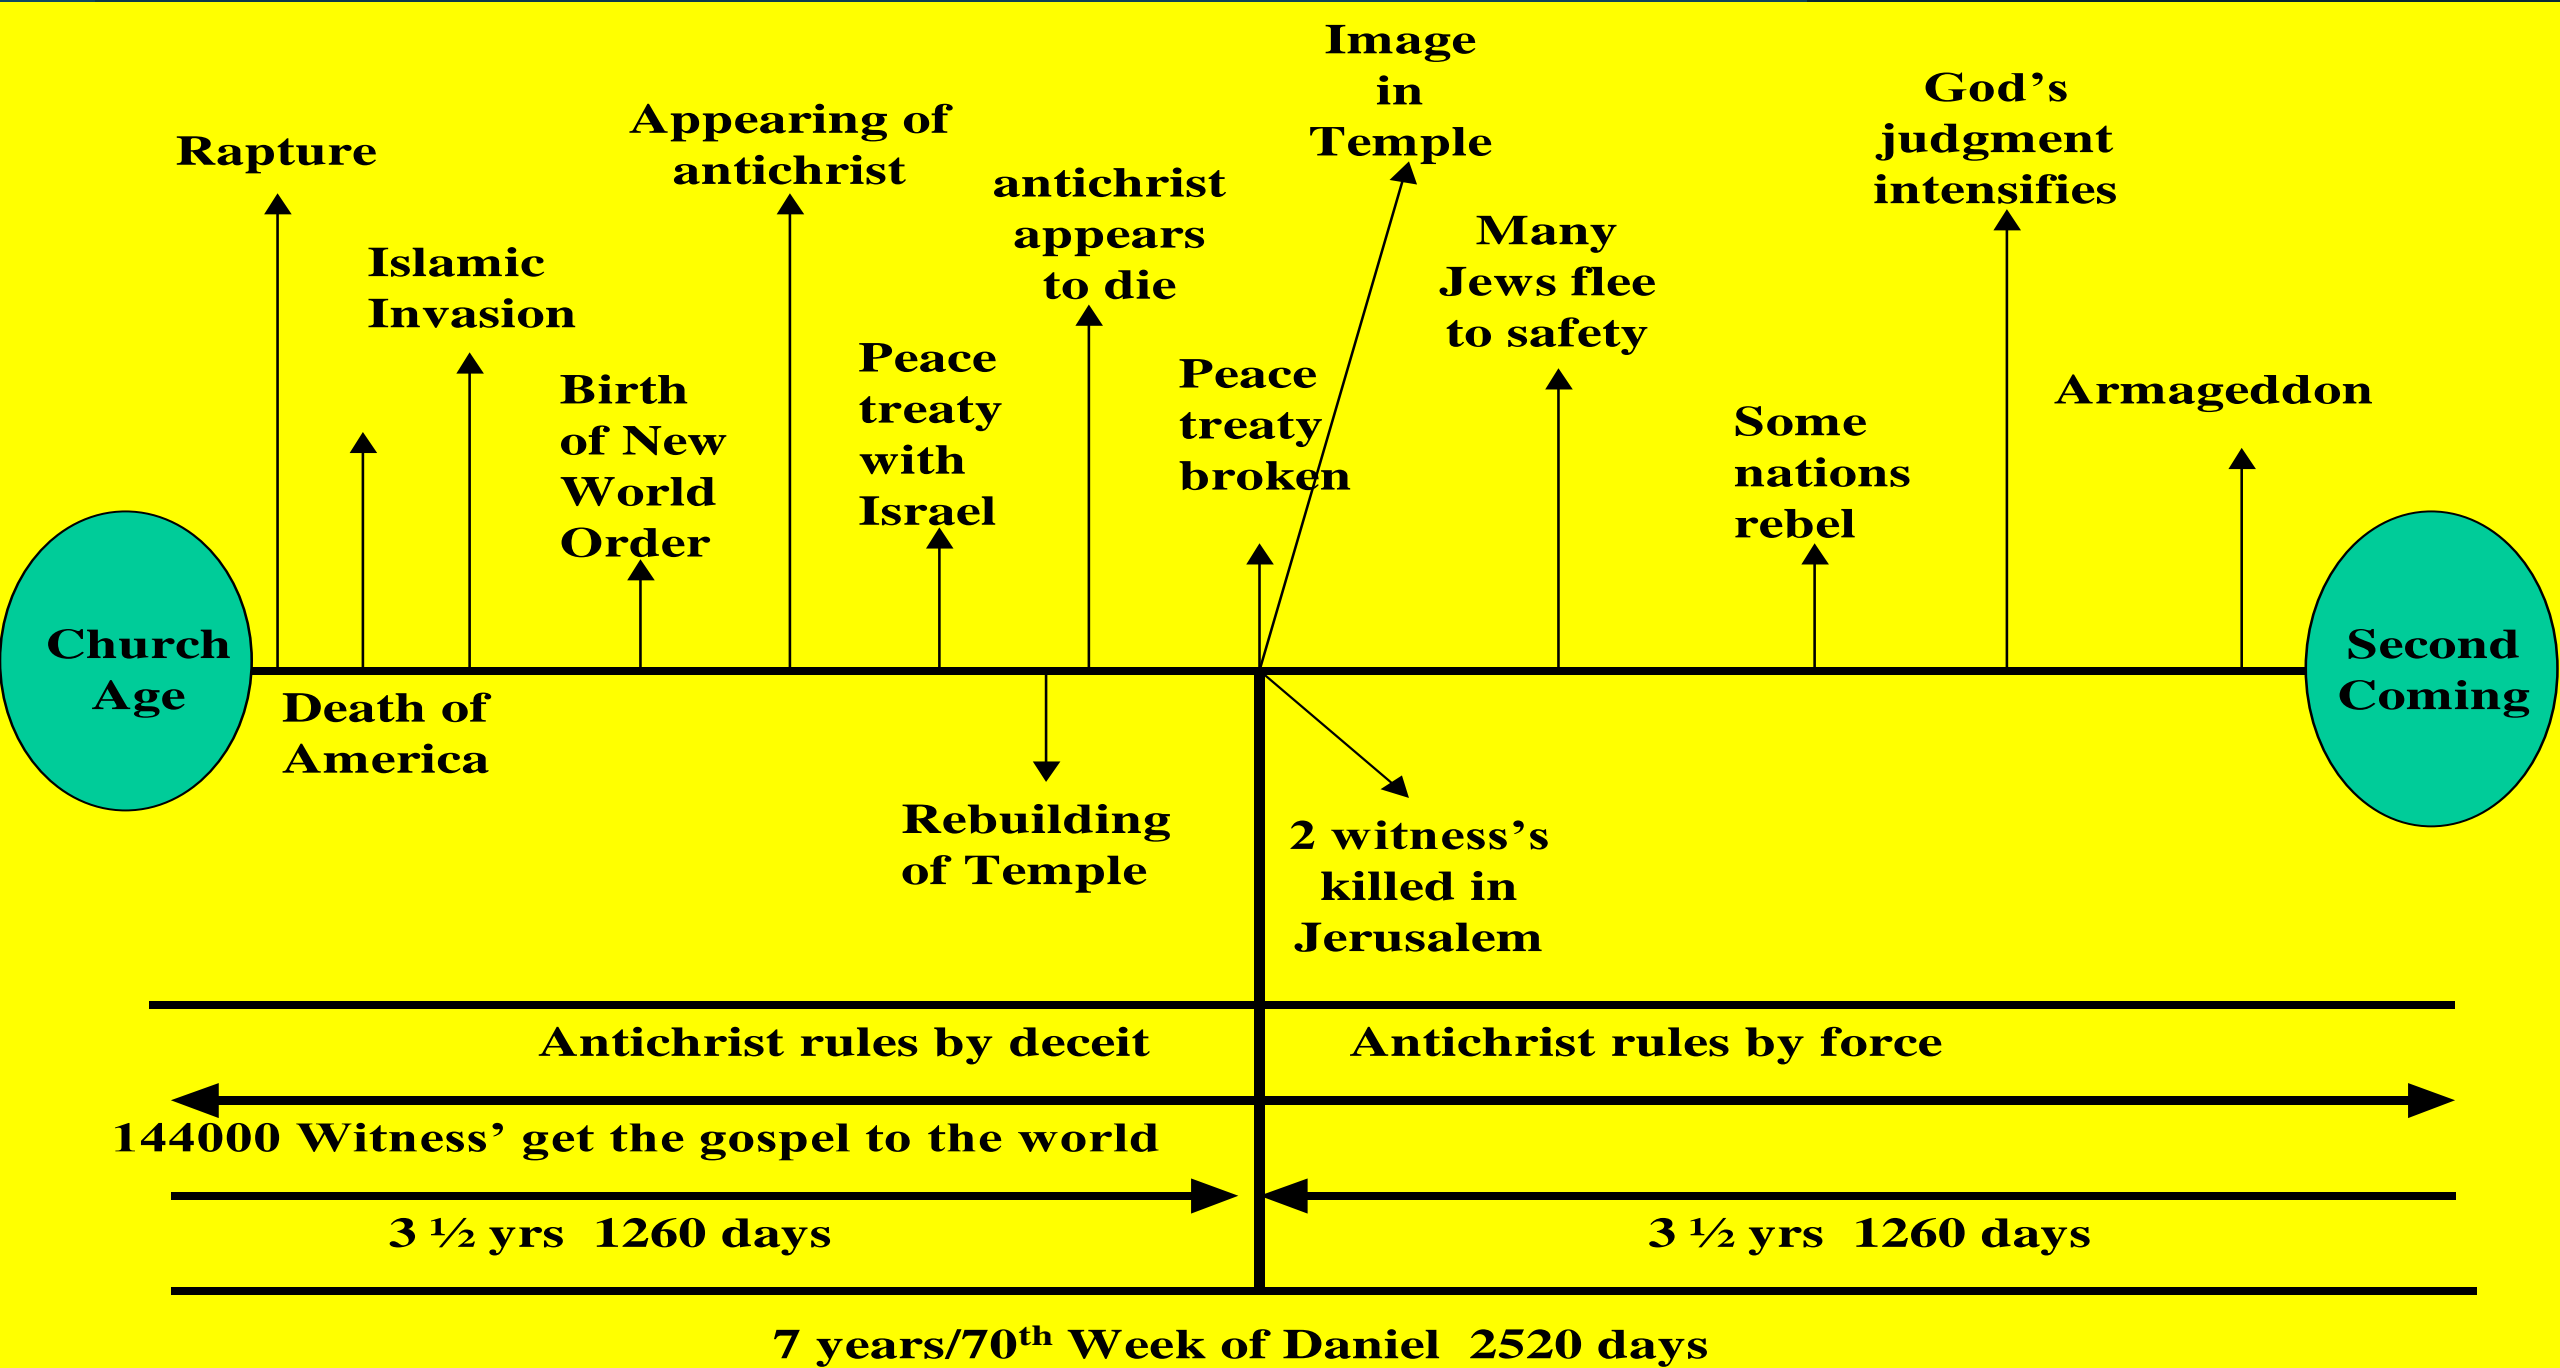 Rapture
Islamic
Invasion
Birth
of New
World
Order
Appearing of
antichrist
Peace
treaty
with
Israel
antichrist
appears
to die
Peace
treaty
broken
Image
in
Temple
Many
Jews flee
to safety
Some
nations
rebel
God’s
judgment
intensifies
Armageddon
Church
Age
Second
Coming
Death of
America
Rebuilding
of Temple
2 witness’s
killed in
Jerusalem
Antichrist rules by deceit
Antichrist rules by force
144000 Witness’ get the gospel to the world
3 ½ yrs 1260 days
3 ½ yrs 1260 days
7 years/70th Week of Daniel 2520 days